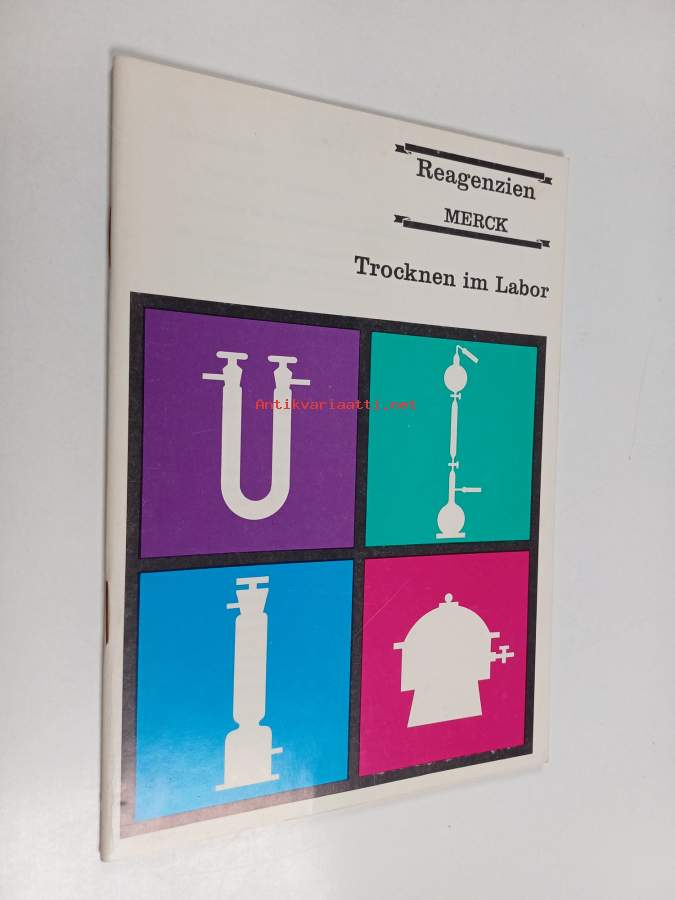 Reagenzien
MERCK
Trocknen im Labor
Antikvariaatti.net